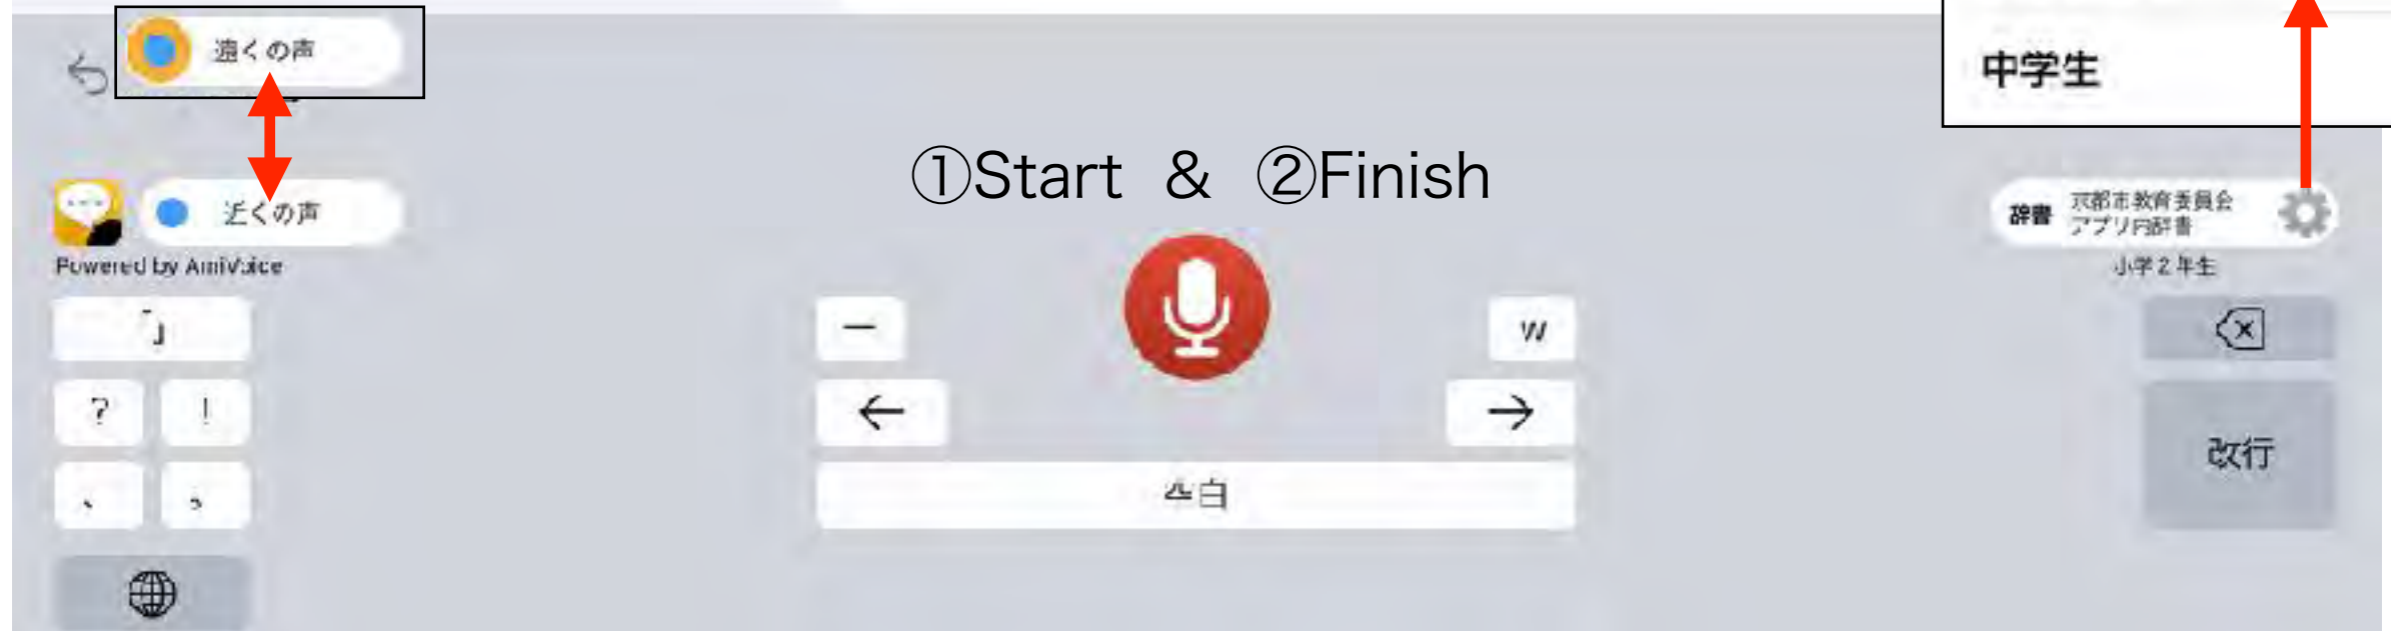 遠くの声
中学生
①Start & ②Finish
近くの声
辞書 京都市教育委員会
アプリ内辞書
Powered by AmiVoice
小学2年生
「」
ー
w
?
!
←
→
改行
、
。
空白